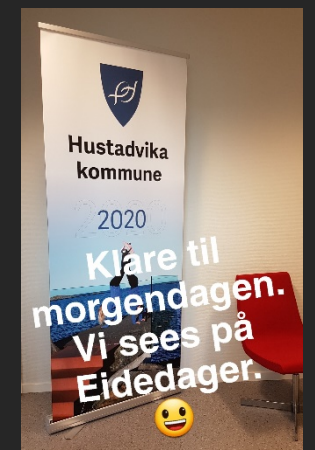 Hustadvika
kommune
2020
Klare til
morgendagen.
Vi sees på
Eidedager.